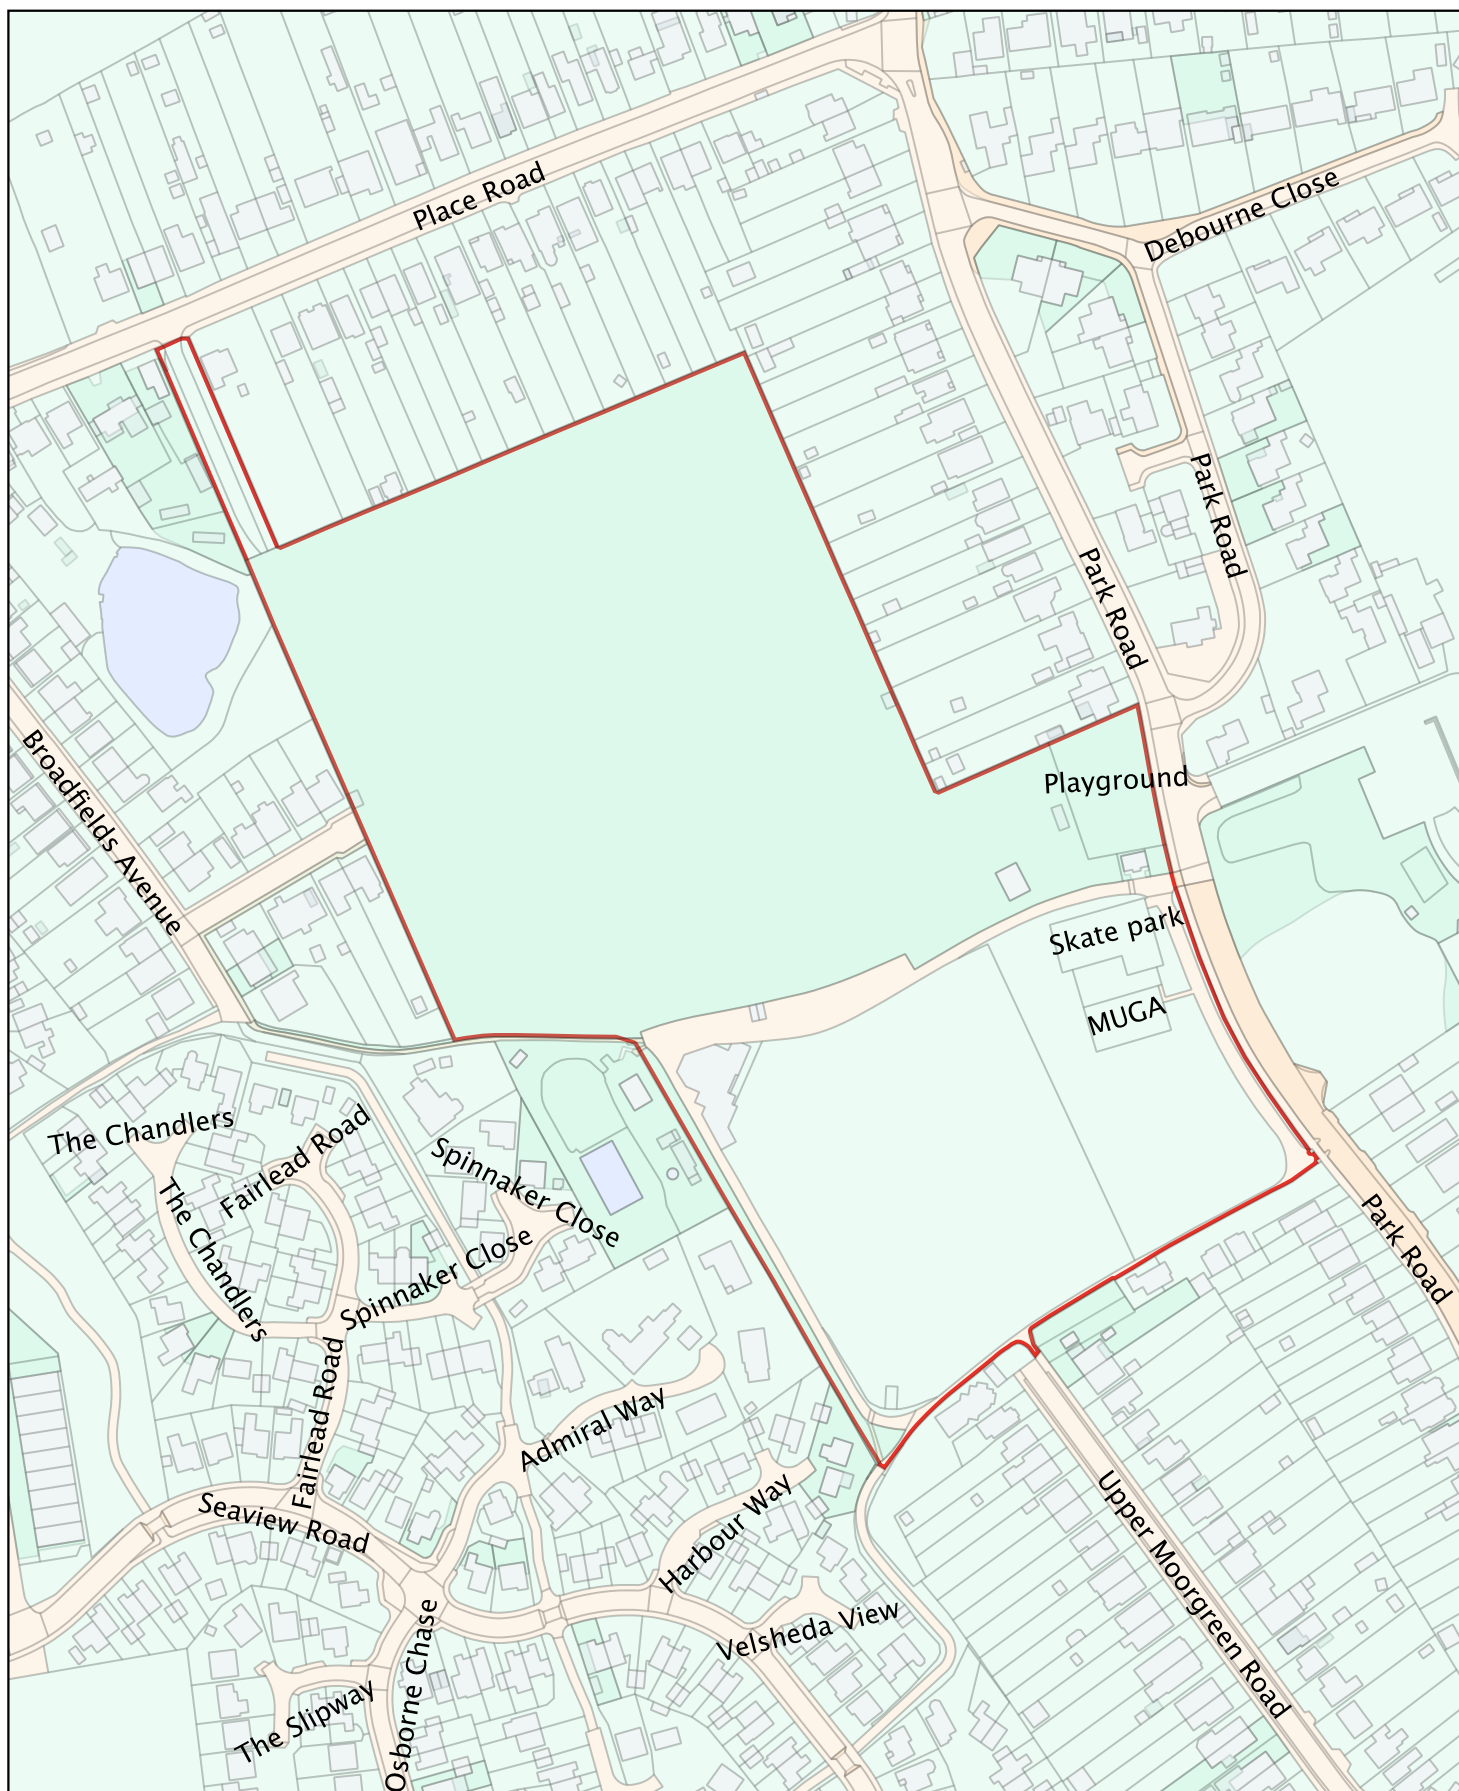 Place Road
Debourne Close
Park Road
Park Road
Broadfields Avenue
Playground
Skate park
MUGA
The Chandlers
Fairlead Road
Spinnaker Close
The Chandlers
Spinnaker Close
Park Road
Fairlead Road
Admiral Way
Seaview Road
Harbour Way
Upper Moorgreen Road
Velsheda View
Osborne Chase
The Slipway